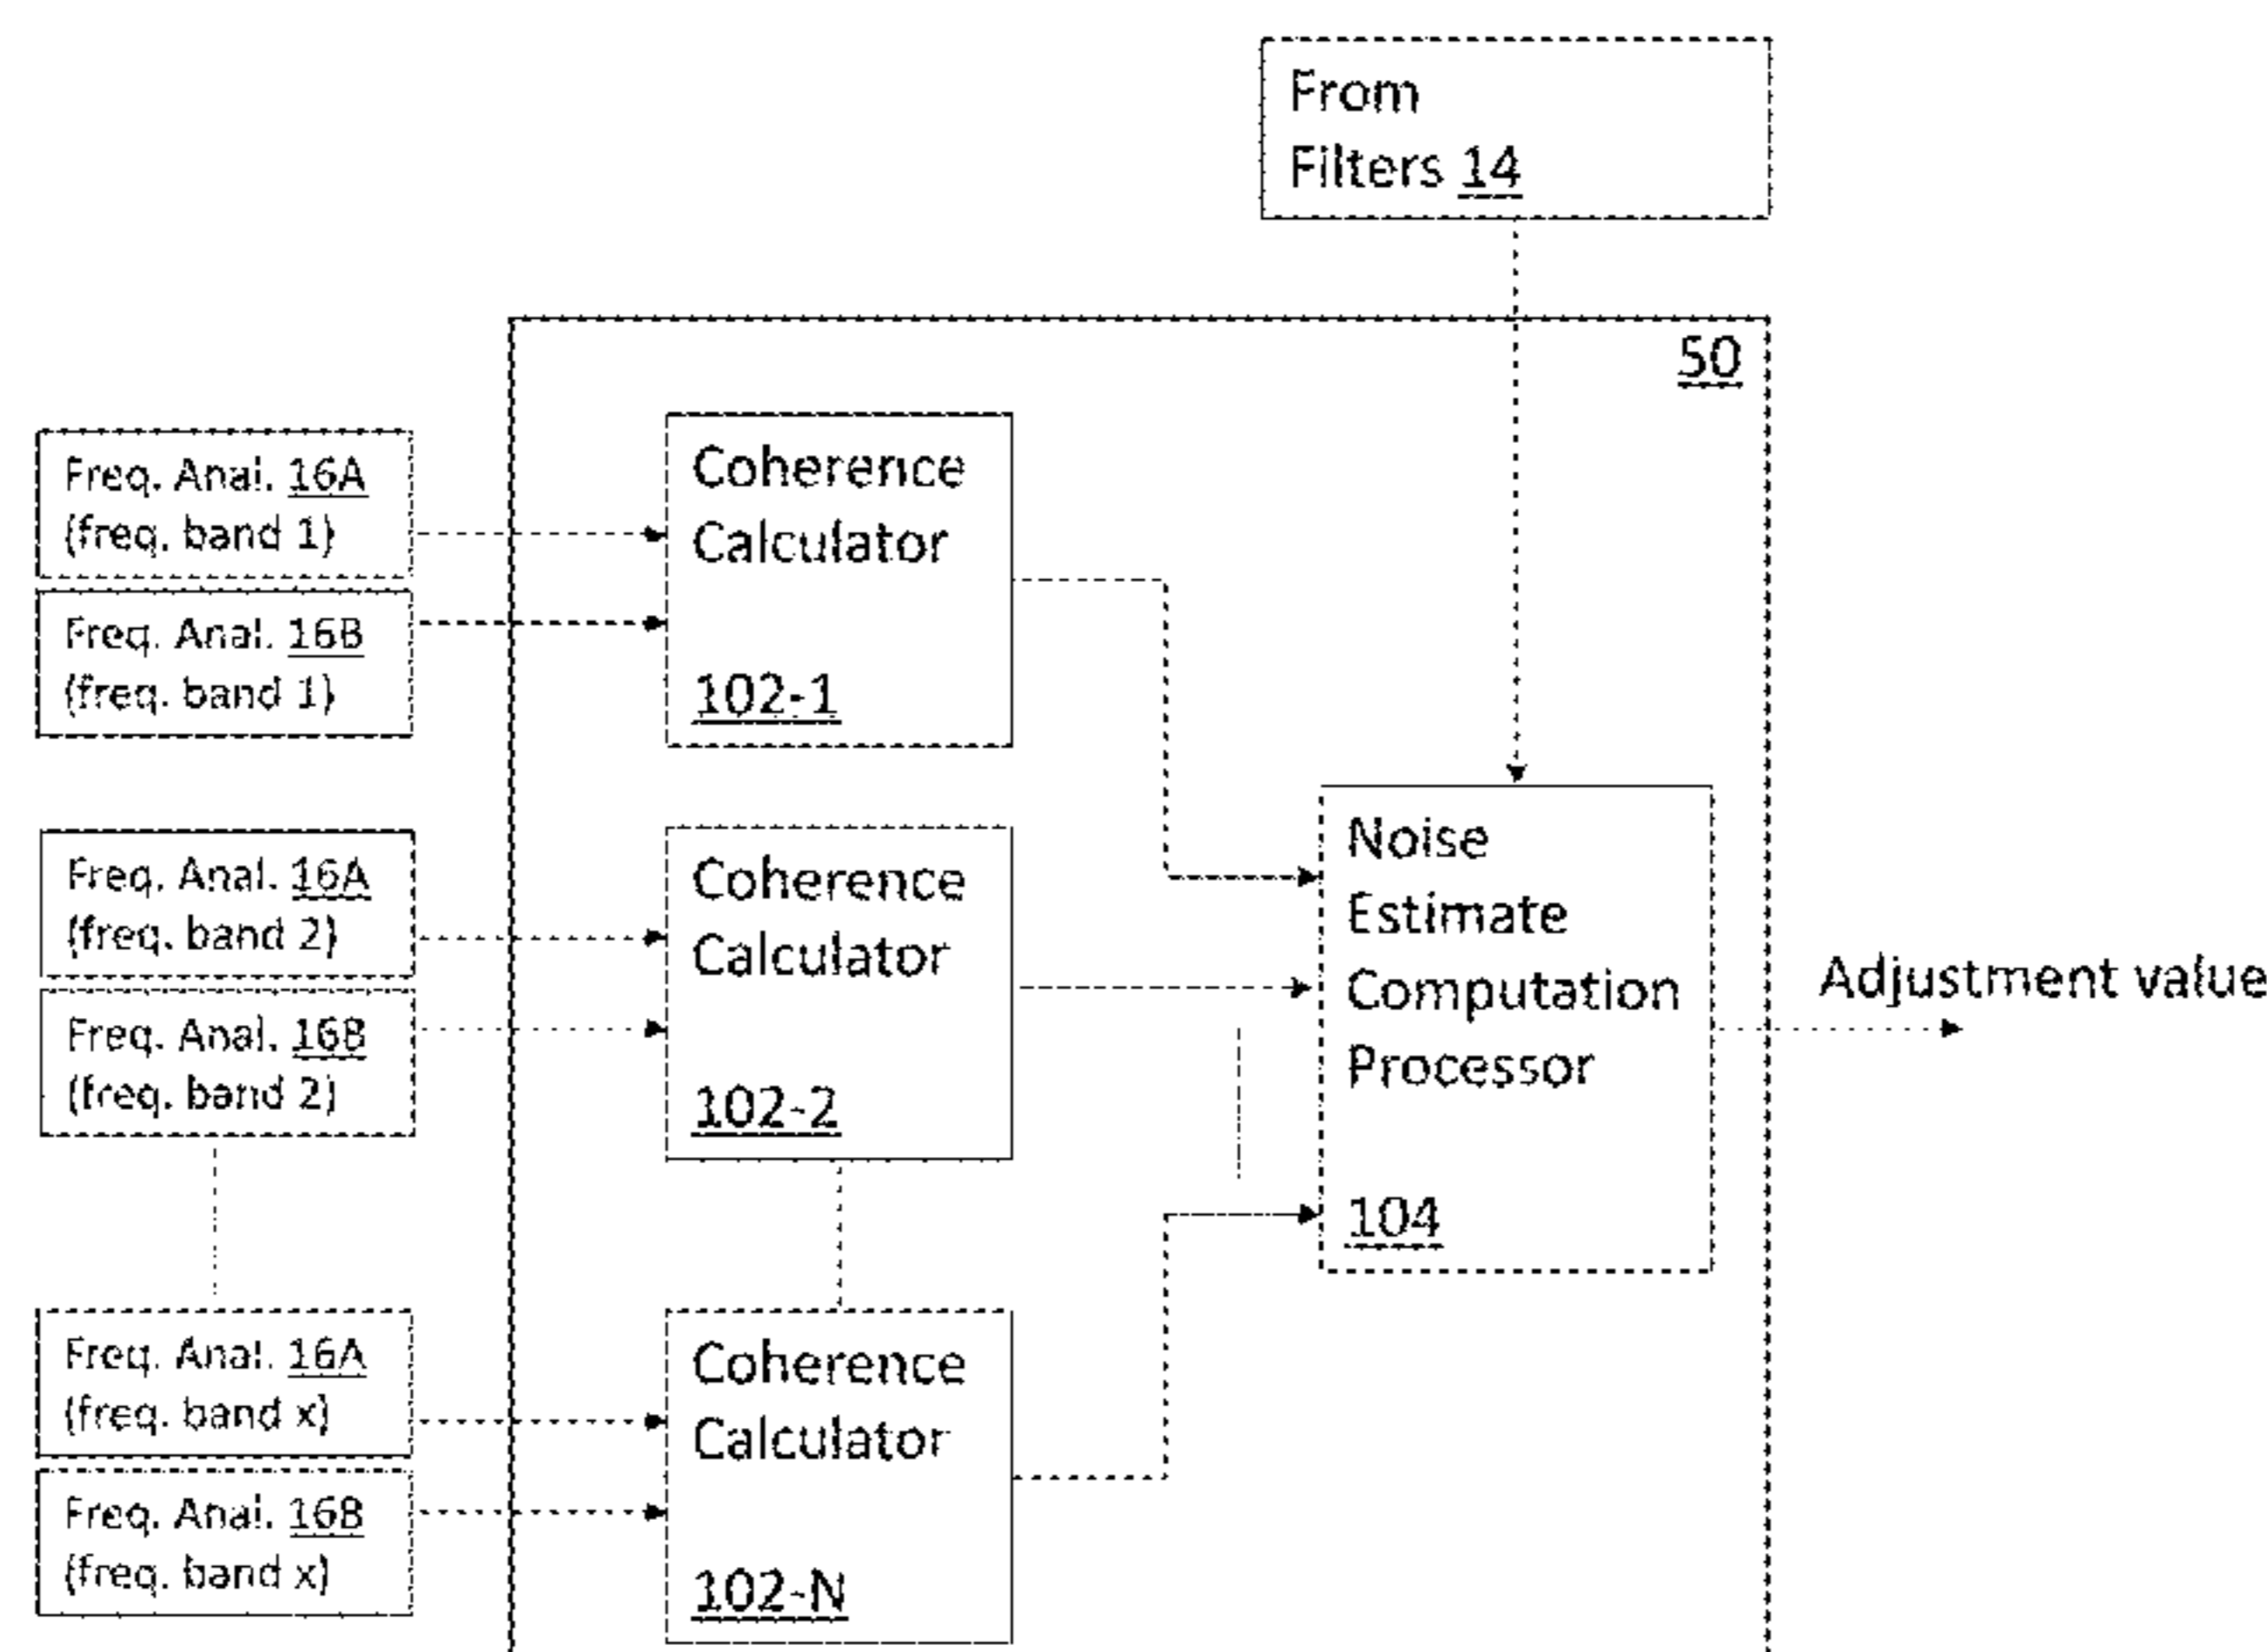 From
Filters 14
50
Freq. Anal. 16A
(freq. band 1)
Freq. Anal. 16B
(freq. band 1)
Coherence
Calculator
102-1
Freq. Anal. 16A
(freq. band 2)
Freq. Anal. 16B
(freq. band 2)
Coherence
Calculator
102-2
Noise
Estimate
Computation
Processor
104
Adjustment value
Freq. Anal. 16A
(freq. band x)
Freq. Anal. 16B
(freq. band x)
Coherence
Calculator
102-N